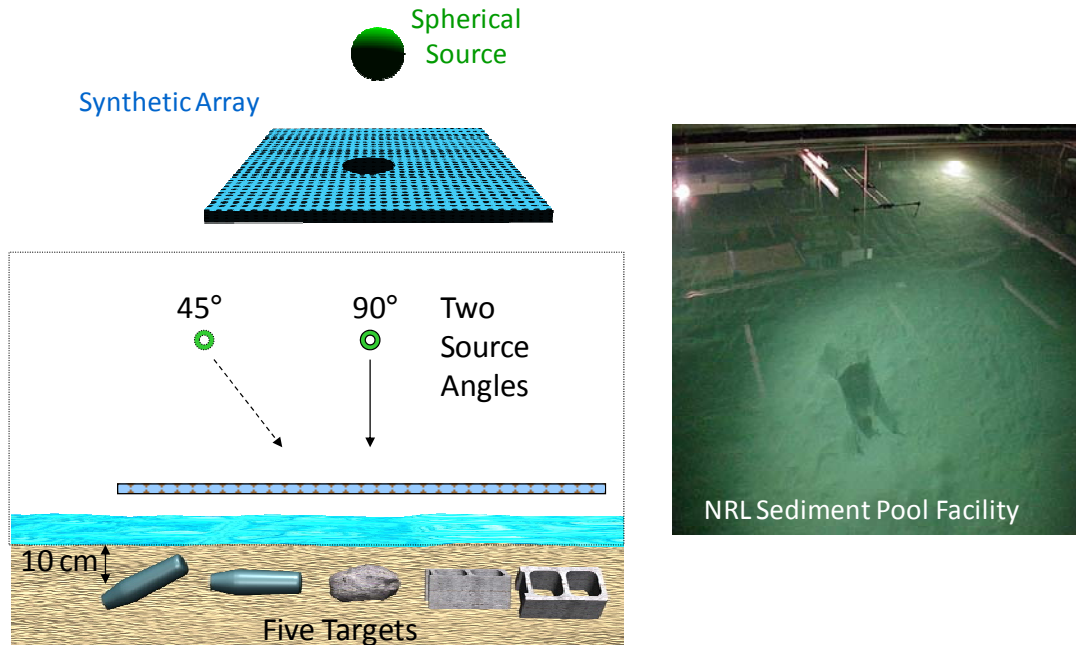 Spherical
Source
Synthetic Array
45°
90°
Two
Source
Angles
10 cm
Five Targets
NRL Sediment Pool Facility